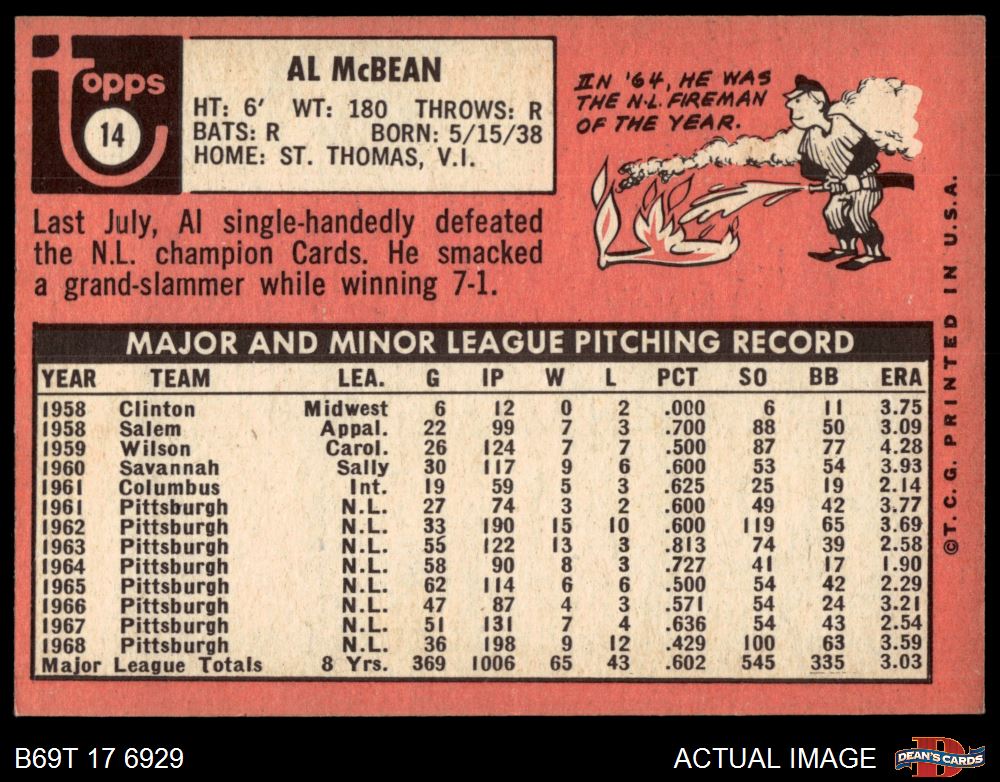 topps
14
AL McBEAN
HT: 6' WT: 180 THROWS: R
BATS: R BORN: 5/15/38
HOME: ST. THOMAS, V.I.
IN '64, HE WAS
THE N.L. FIREMAN
OF THE YEAR.
Last July, Al single-handedly defeated
the N.L. champion Cards. He smacked
a grand-slammer while winning 7-1.
MAJOR AND MINOR LEAGUE PITCHING RECORD
YEAR TEAM LEA. G IP W L PCT SO BB ERA
1958 Clinton Midwest 6 12 0 2 .000 6 11 3.75
1958 Salem Appal. 22 99 7 3 .700 88 50 3.09
1959 Wilson Carol. 26 124 7 7 .500 87 77 4.28
1960 Savannah Sally 30 117 9 6 .600 53 54 3.93
1961 Columbus Int. 19 59 5 3 .625 25 19 2.14
1961 Pittsburgh N.L. 27 74 3 2 .600 49 42 3.77
1962 Pittsburgh N.L. 33 190 15 10 .600 119 65 3.69
1963 Pittsburgh N.L. 55 122 13 3 .813 74 39 2.58
1964 Pittsburgh N.L. 58 90 8 3 .727 41 17 1.90
1965 Pittsburgh N.L. 62 114 6 6 .500 54 42 2.29
1966 Pittsburgh N.L. 47 87 4 3 .571 54 24 3.21
1967 Pittsburgh N.L. 51 131 7 4 .636 54 43 2.54
1968 Pittsburgh N.L. 36 198 9 12 .429 100 63 3.59
Major League Totals 8 Yrs. 369 1006 65 43 .602 545 335 3.03
©T.C.G. PRINTED IN U.S.A.
B69T 17 6929
ACTUAL IMAGE
D
DEAN'S CARDS